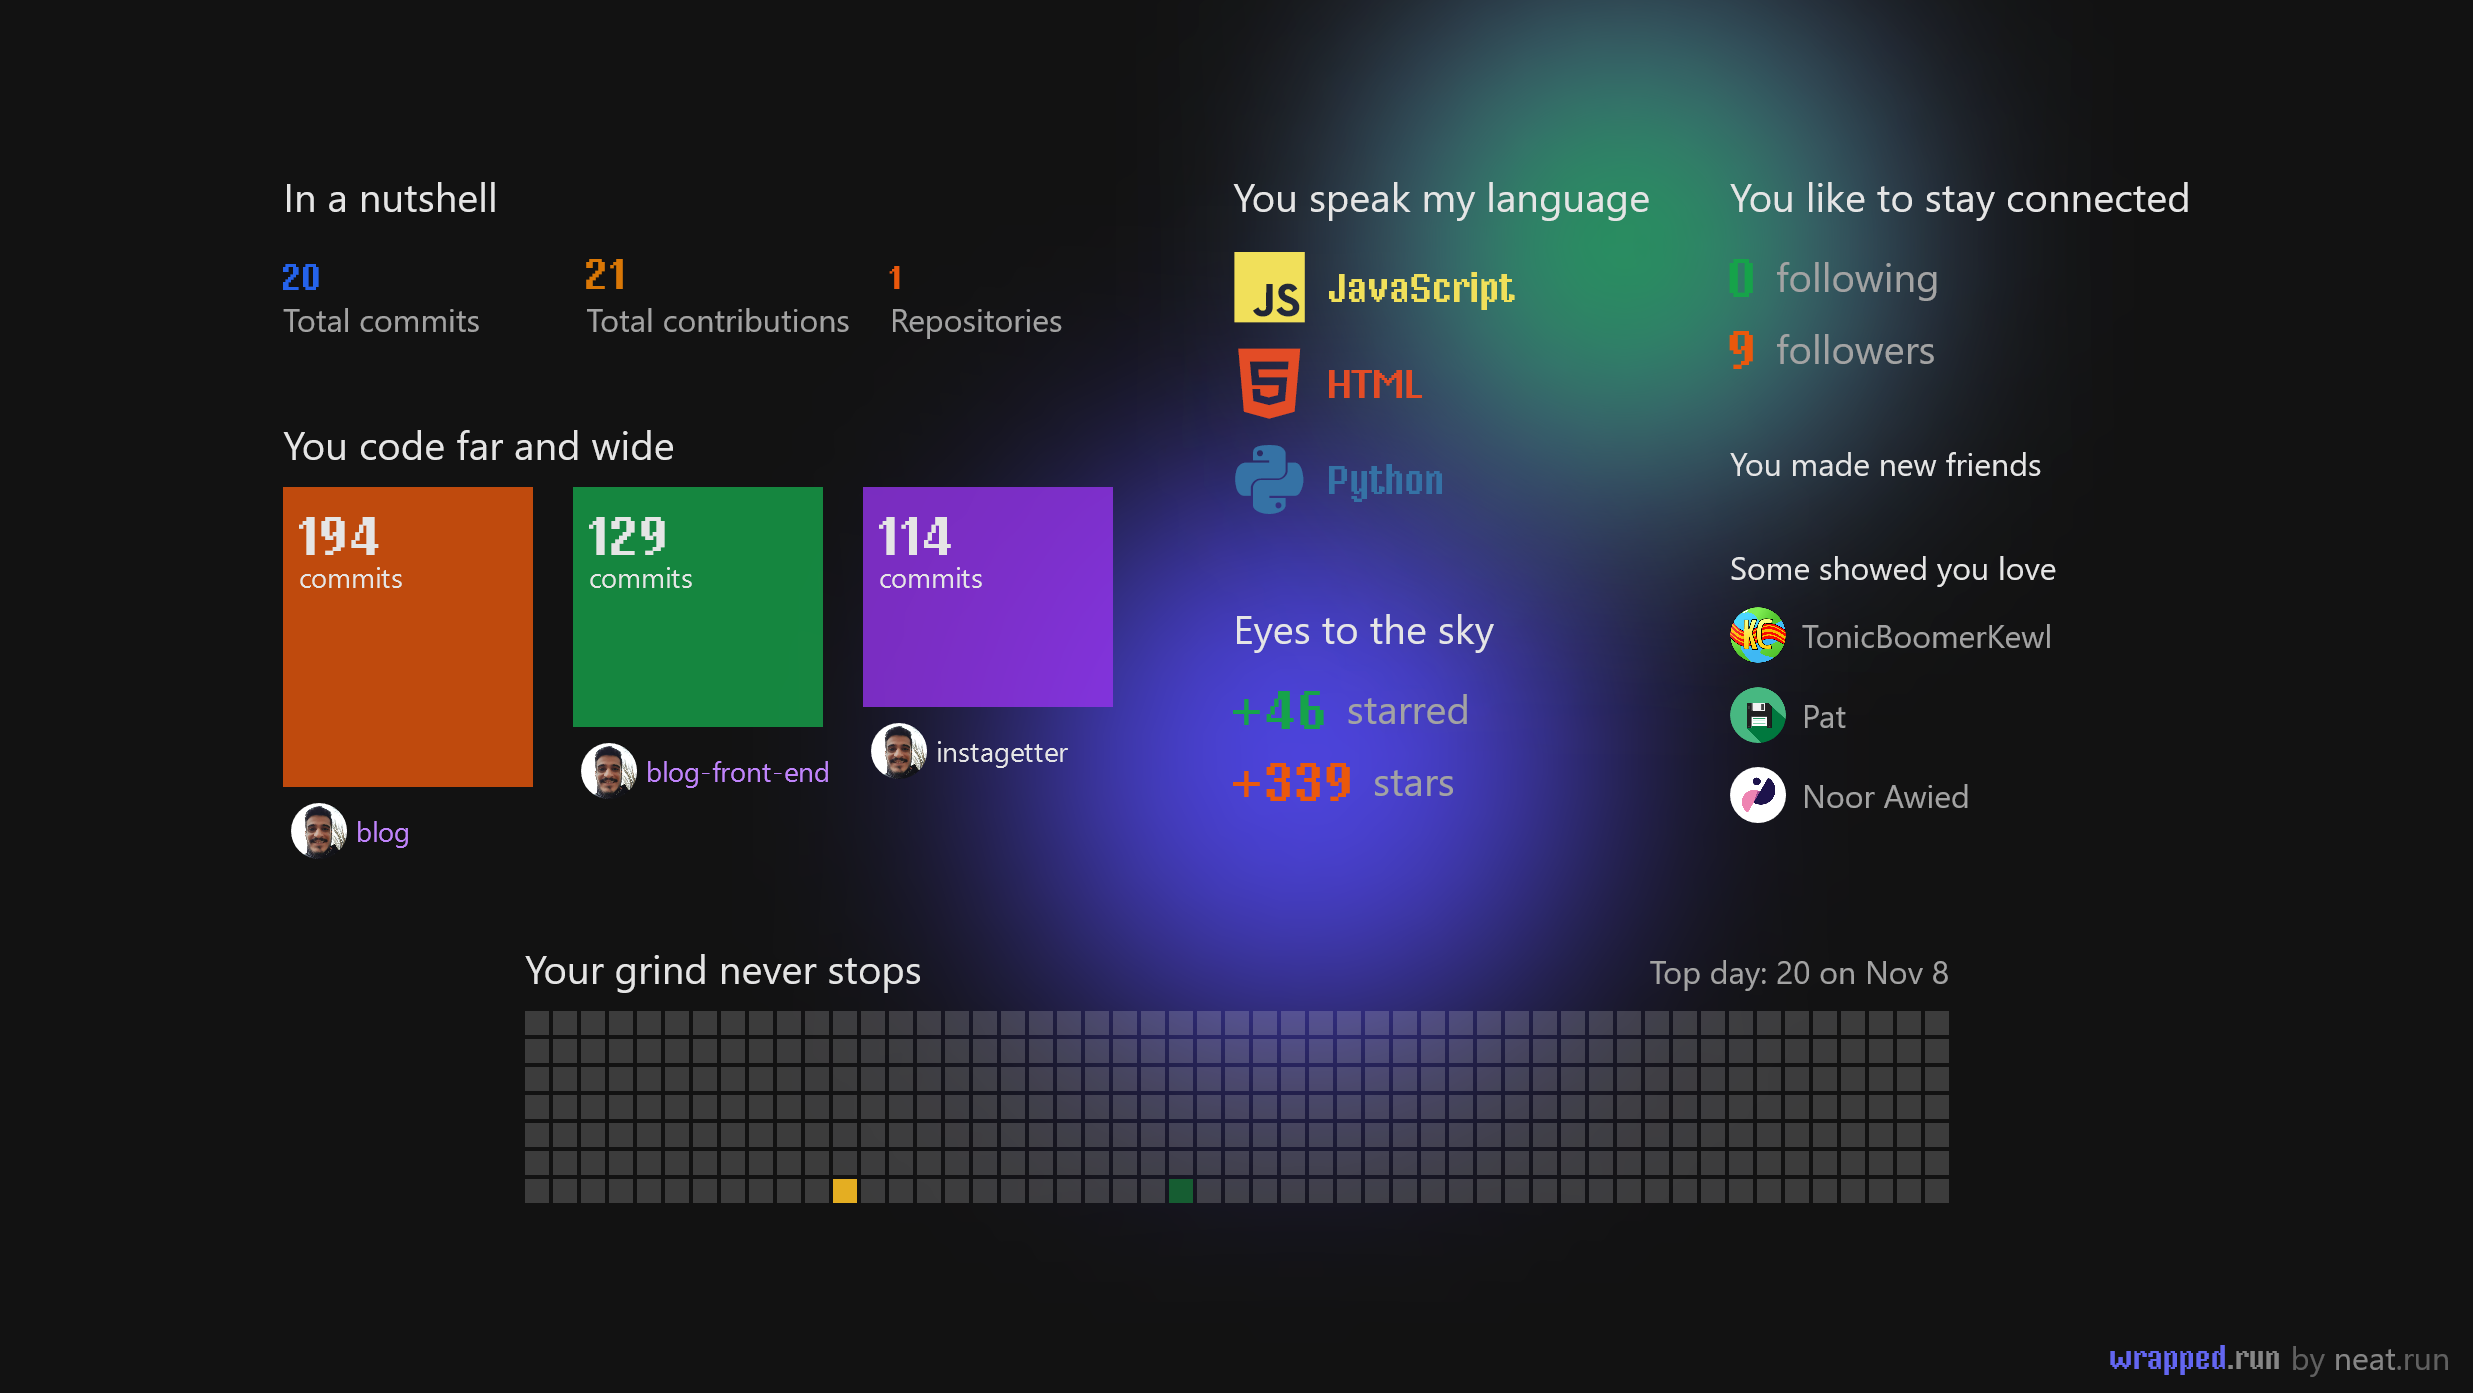 In a nutshell
20
Total commits
21
Total contributions
1
Repositories
You code far and wide
194
commits
blog
129
commits
blog-front-end
114
commits
instagetter
You speak my language
JS
JavaScript
HTML
Python
Eyes to the sky
+46 starred
+339 stars
You like to stay connected
0 following
9 followers
You made new friends
Some showed you love
KC
TonicBoomerKewl
Pat
Noor Awied
Your grind never stops
Top day: 20 on Nov 8
wrapped.run by neat.run